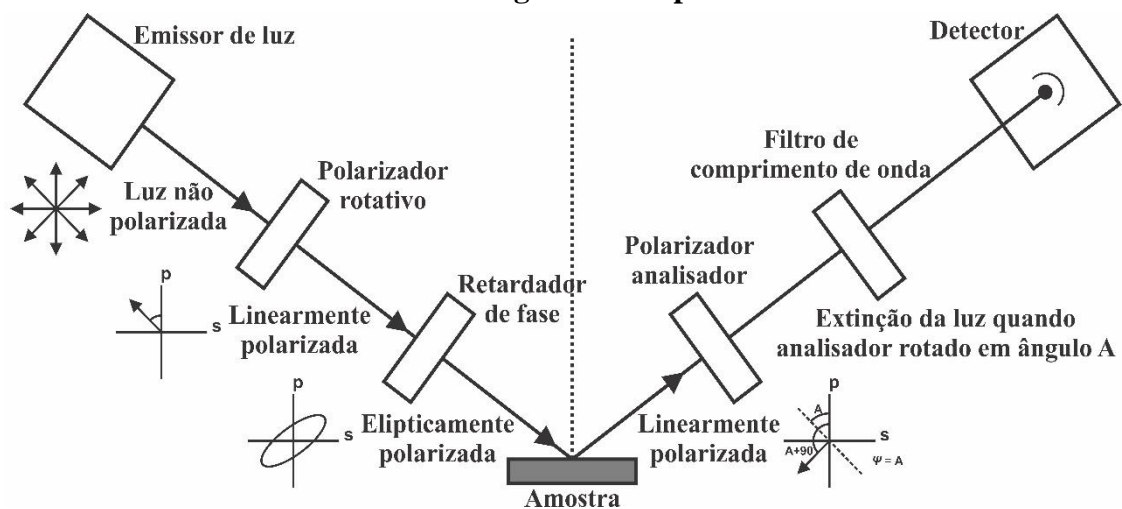 Emissor de luz
Detector
Filtro de
comprimento de onda
Polarizador
rotativo
Luz não
polarizada
Polarizador
analisador
p
s
Retardador
de fase
Linearmente
polarizada
Extinção da luz quando
analisador rotado em ângulo A
p
s
Elipticamente
polarizada
Linearmente
polarizada
p
A
s
A+90
Ψ = A
Amostra